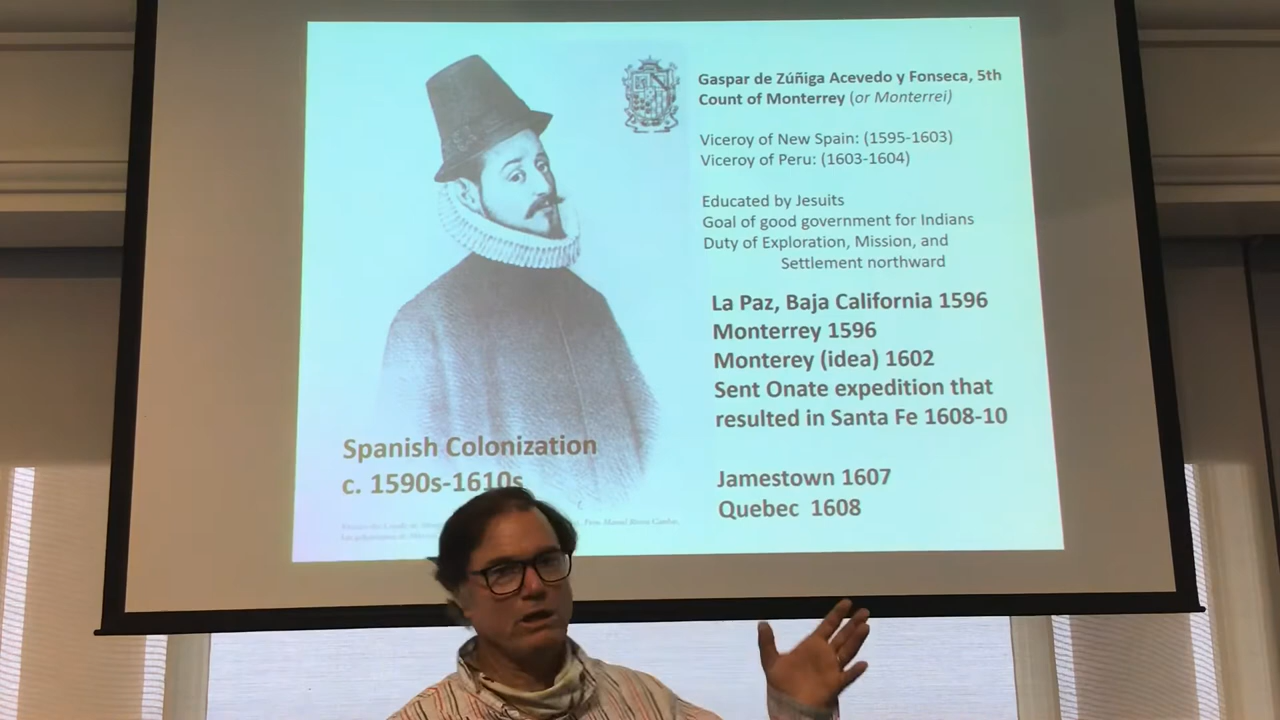 Gaspar de Zúñiga Acevedo y Fonseca, 5th
Count of Monterrey (or Monterrei)
Viceroy of New Spain: (1595-1603)
Viceroy of Peru: (1603-1604)
Educated by Jesuits
Goal of good government for Indians
Duty of Exploration, Mission, and
Settlement northward
La Paz, Baja California 1596
Monterrey 1596
Monterey (idea) 1602
Sent Onate expedition that
resulted in Santa Fe 1608-10
Jamestown 1607
Quebec 1608
Spanish Colonization
c. 1590s-1610s